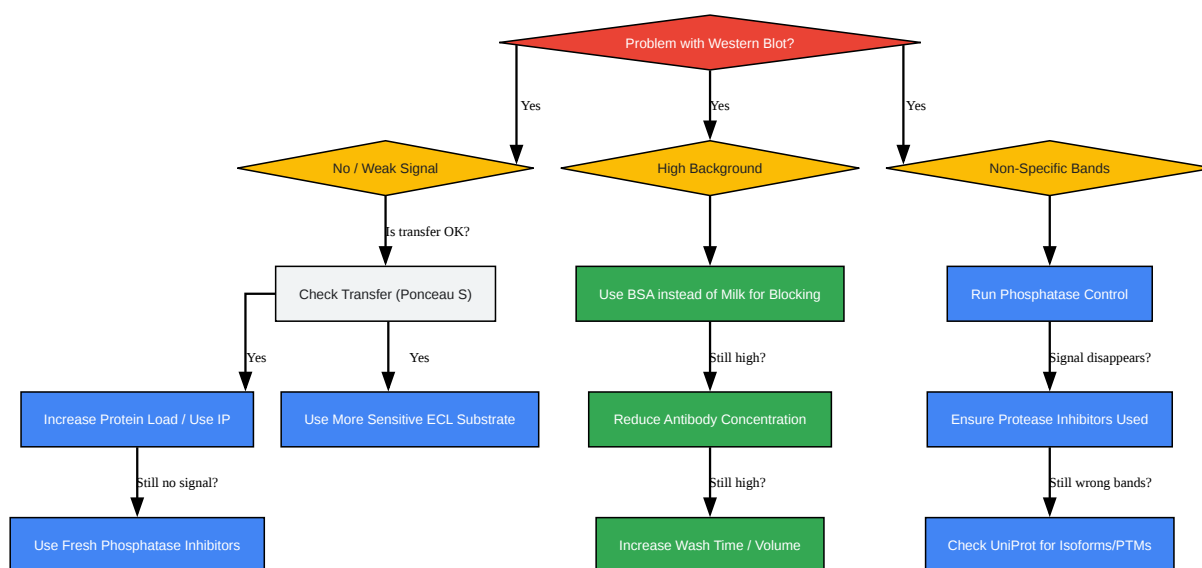 Problem with Western Blot?
Yes
Yes
Yes
No / Weak Signal
High Background
Non-Specific Bands
Is transfer OK?
Check Transfer (Ponceau S)
Use BSA instead of Milk for Blocking
Run Phosphatase Control
Yes
Yes
Still high?
Signal disappears?
Increase Protein Load / Use IP
Use More Sensitive ECL Substrate
Reduce Antibody Concentration
Ensure Protease Inhibitors Used
Still no signal?
Still high?
Still wrong bands?
Use Fresh Phosphatase Inhibitors
Increase Wash Time / Volume
Check UniProt for Isoforms/PTMs